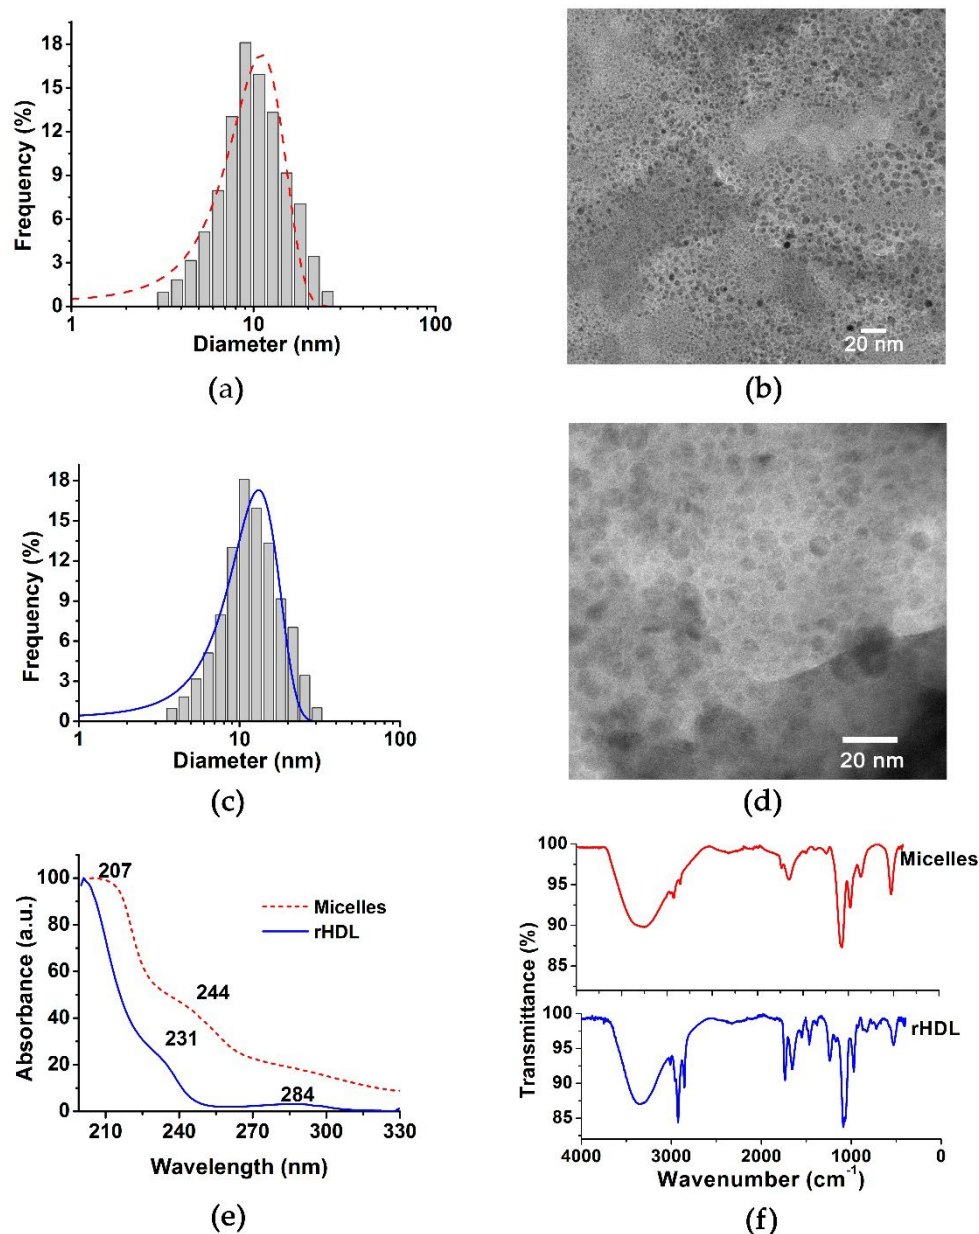 18
15
12
9
6
3
0
Frequency (%)
1 10 100
Diameter (nm)
(a)
20 nm
(b)
18
15
12
9
6
3
0
Frequency (%)
1 10 100
Diameter (nm)
(c)
20 nm
(d)
100
80
60
40
20
0
Absorbance (a.u.)
207
244
231
284
Micelles
rHDL
210 240 270 300 330
Wavelength (nm)
(e)
100
95
90
85
Micelles
Transmittance (%)
100
95
90
85
rHDL
4000 3000 2000 1000 0
Wavenumber (cm⁻¹)
(f)